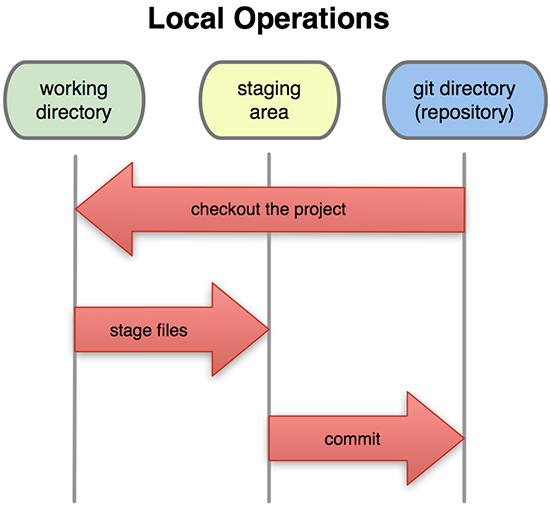 Local Operations
working
directory
staging
area
git directory
(repository)
checkout the project
stage files
commit